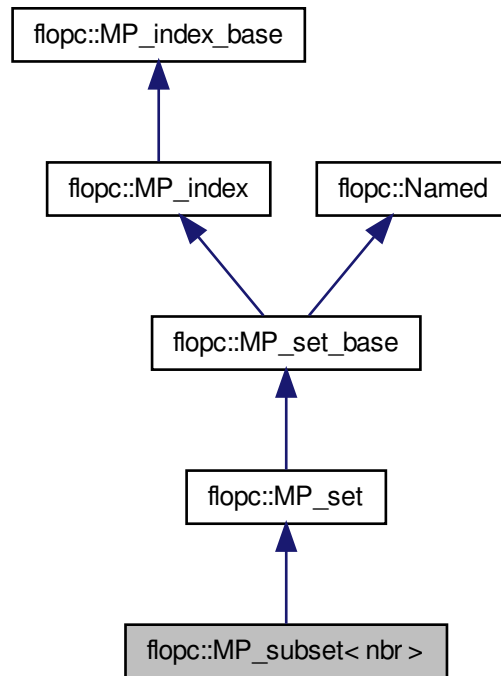 flopc::MP_index_base
flopc::MP_index
flopc::Named
flopc::MP_set_base
flopc::MP_set
flopc::MP_subset< nbr >